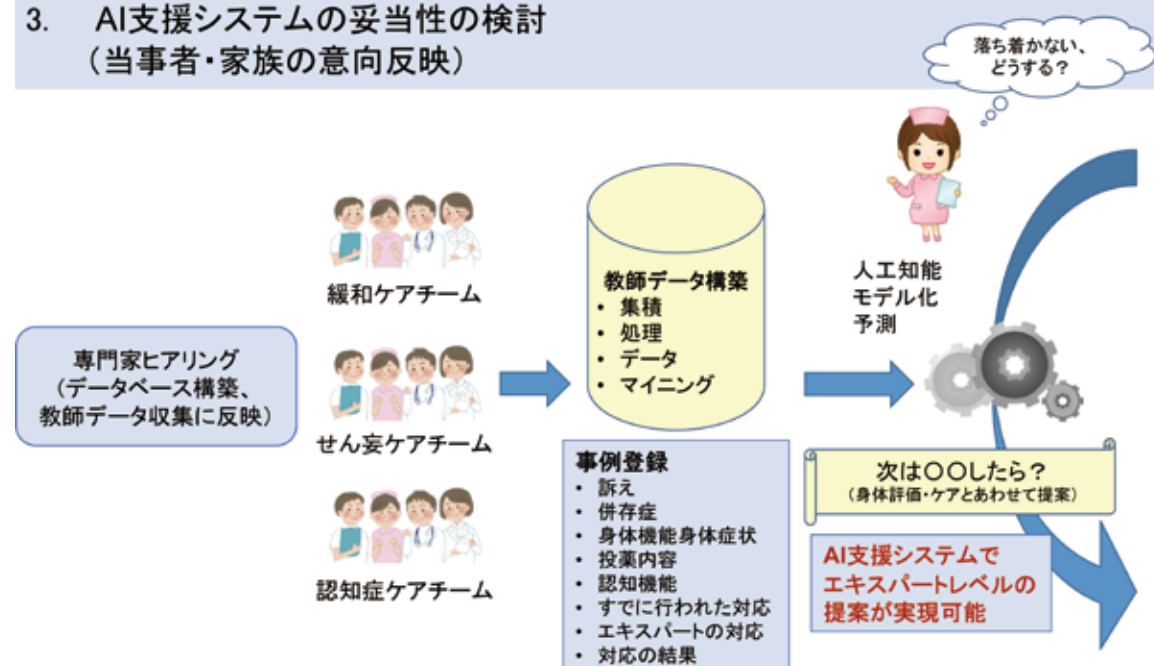 3. AI支援システムの妥当性の検討
（当事者・家族の意向反映）
落ち着かない、
どうする？
専門家ヒアリング
（データベース構築、
教師データ収集に反映）
緩和ケアチーム
せん妄ケアチーム
認知症ケアチーム
教師データ構築
• 集積
• 処理
• データ
• マイニング
事例登録
• 訴え
• 併存症
• 身体機能身体症状
• 投薬内容
• 認知機能
• すでに行われた対応
• エキスパートの対応
• 対応の結果
人工知能
モデル化
予測
次は〇〇したら？
（身体評価・ケアとあわせて提案）
AI支援システムで
エキスパートレベルの
提案が実現可能